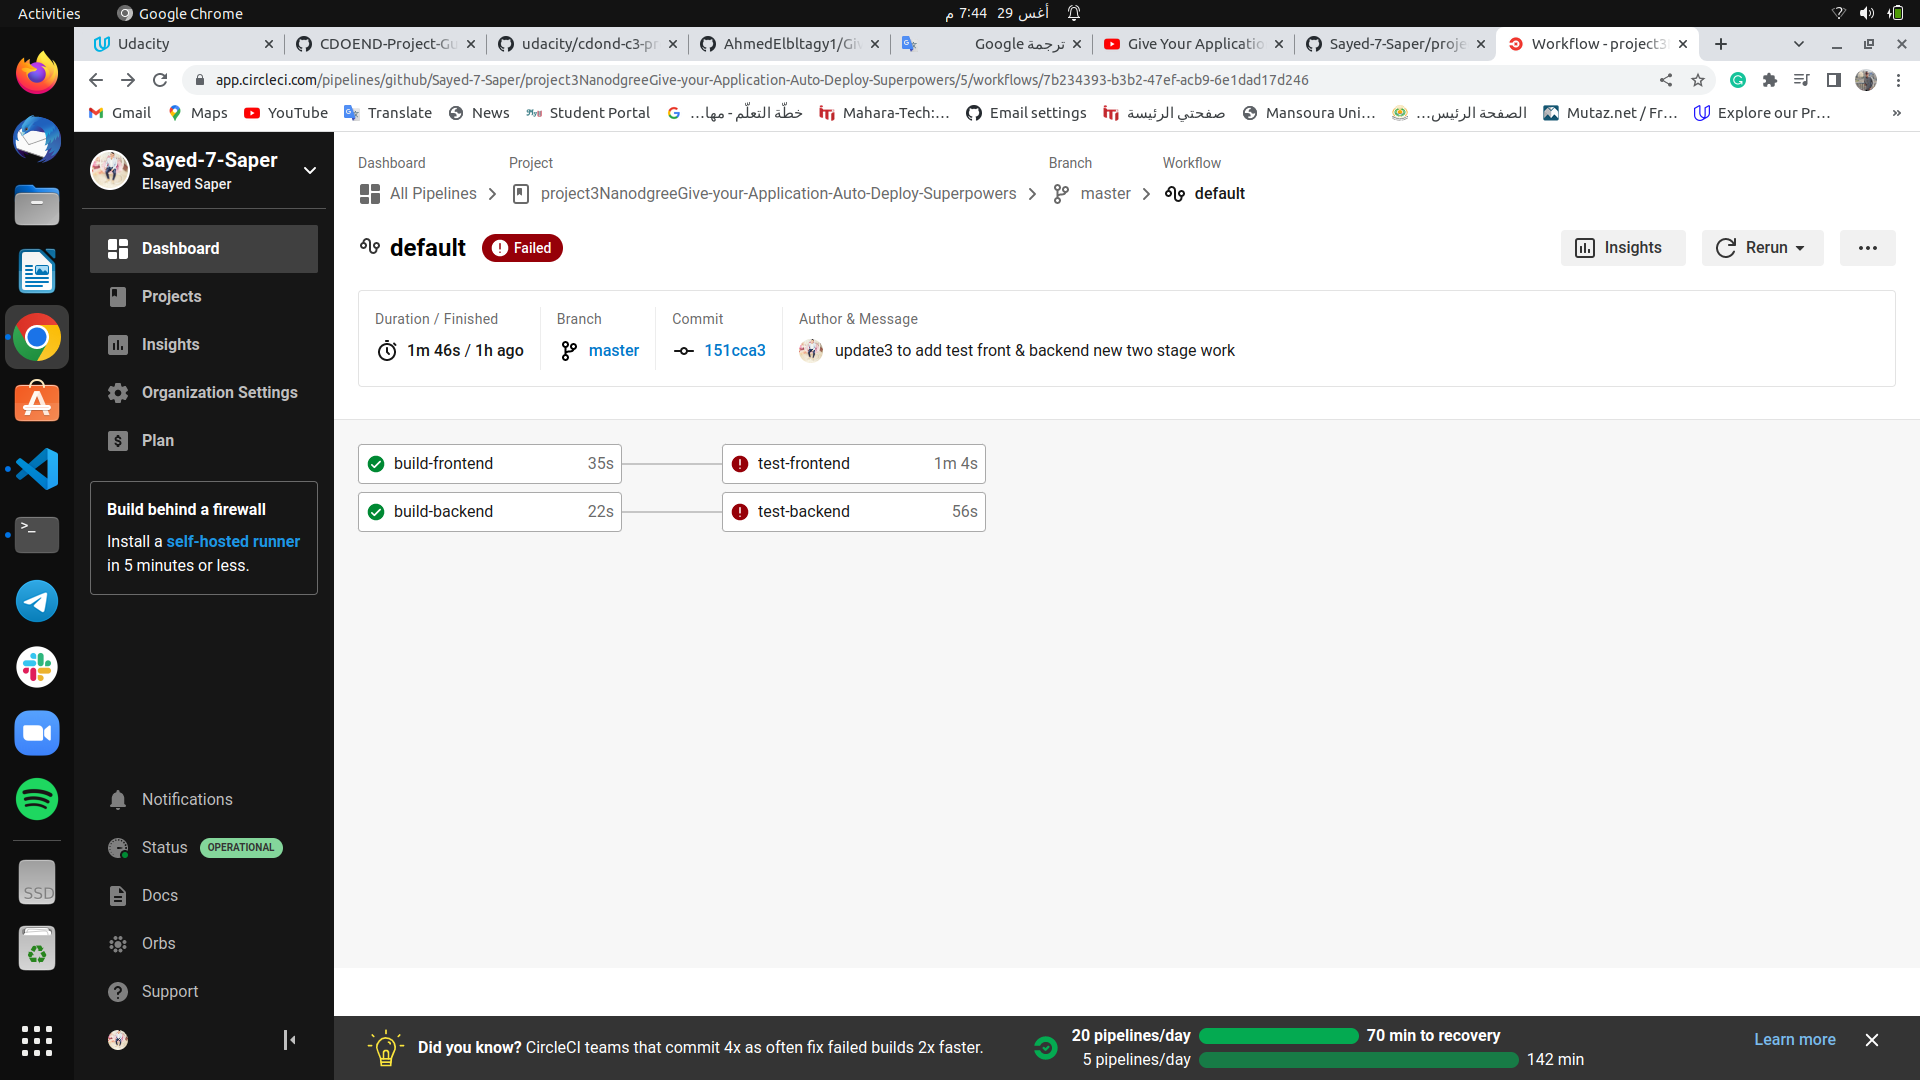 Activities
Google Chrome
أغس 29 7:44 م
Udacity
CDOEND-Project-Gu
udacity/cdond-c3-pr
AhmedElbltagy1/Giv
ترجمة Google
Give Your Applicatio
Sayed-7-Saper/proje
Workflow - project3
app.circleci.com/pipelines/github/Sayed-7-Saper/project3NanodgreeGive-your-Application-Auto-Deploy-Superpowers/5/workflows/7b234393-b3b2-47ef-acb9-6e1dad17d246
Gmail
Maps
YouTube
Translate
News
Student Portal
خطّة التعلّم - مها...
Mahara-Tech:...
Email settings
صفحتي الرئيسة
Mansoura Uni...
الصفحة الرئيس...
Mutaz.net / Fr...
Explore our Pr...
»
Sayed-7-Saper
Elsayed Saper
Dashboard
Projects
Insights
Organization Settings
Plan
Build behind a firewall
Install a self-hosted runner
in 5 minutes or less.
Notifications
Status OPERATIONAL
Docs
Orbs
Support
SSD
Dashboard Project Branch Workflow
All Pipelines
project3NanodgreeGive-your-Application-Auto-Deploy-Superpowers
master
default
default
Failed
Insights
Rerun
Duration / Finished Branch Commit Author & Message
1m 46s / 1h ago master 151cca3 update3 to add test front & backend new two stage work
build-frontend 35s
test-frontend 1m 4s
build-backend 22s
test-backend 56s
Did you know? CircleCI teams that commit 4x as often fix failed builds 2x faster.
20 pipelines/day 70 min to recovery
5 pipelines/day 142 min
Learn more